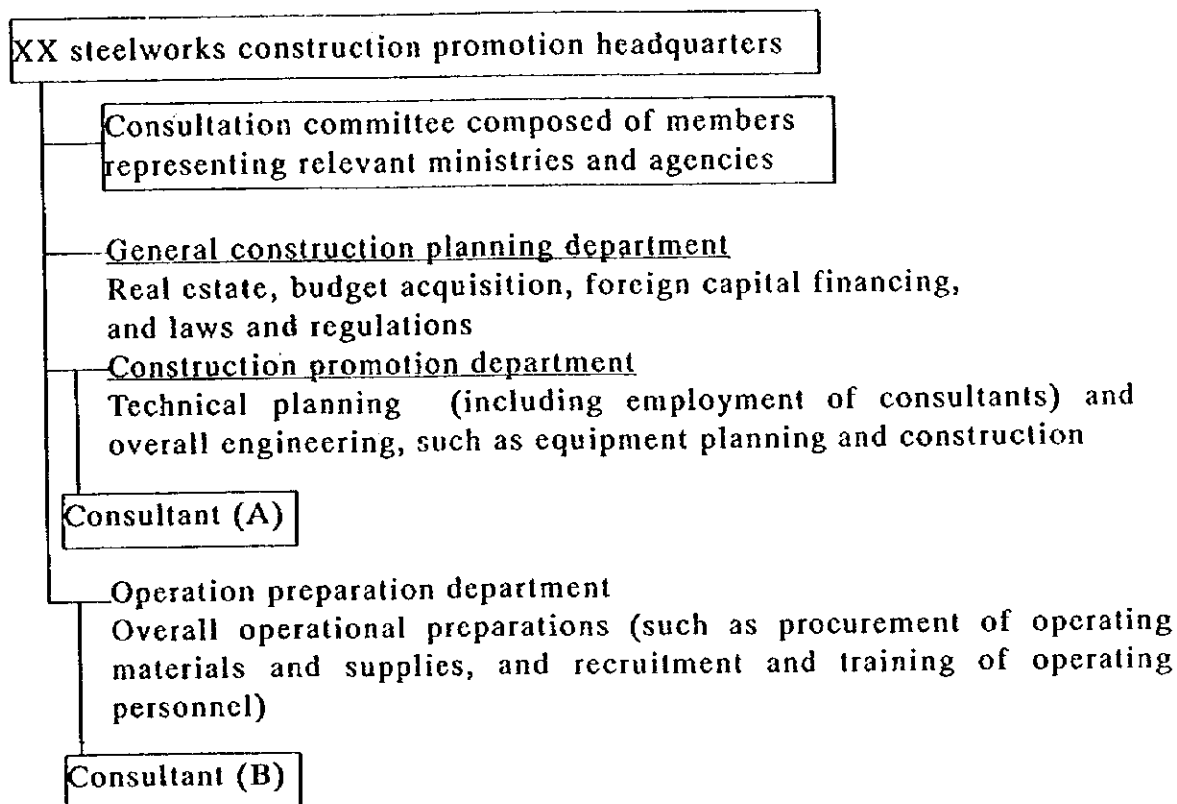 XX steelworks construction promotion headquarters
Consultation committee composed of members
representing relevant ministries and agencies
General construction planning department
Real estate, budget acquisition, foreign capital financing,
and laws and regulations
Construction promotion department
Technical planning (including employment of consultants) and
overall engineering, such as equipment planning and construction
Consultant (A)
Operation preparation department
Overall operational preparations (such as procurement of operating
materials and supplies, and recruitment and training of operating
personnel)
Consultant (B)